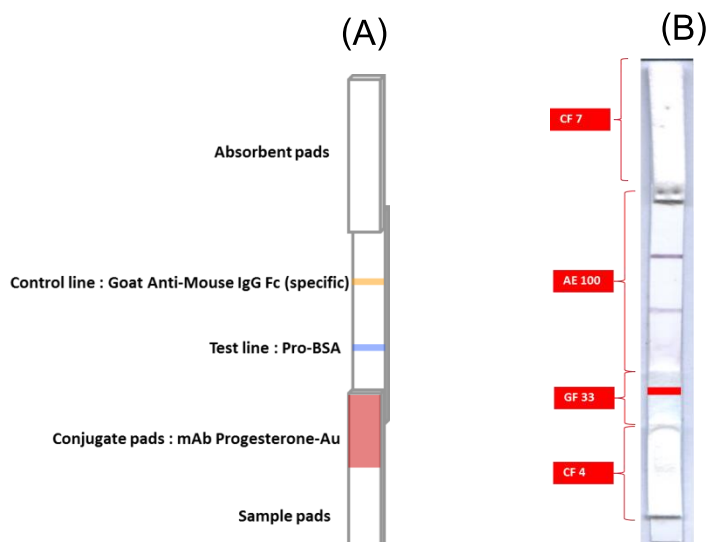 (A)
Absorbent pads
Control line : Goat Anti-Mouse IgG Fc (specific)
Test line : Pro-BSA
Conjugate pads : mAb Progesterone-Au
Sample pads
(B)
CF 7
AE 100
GF 33
CF 4